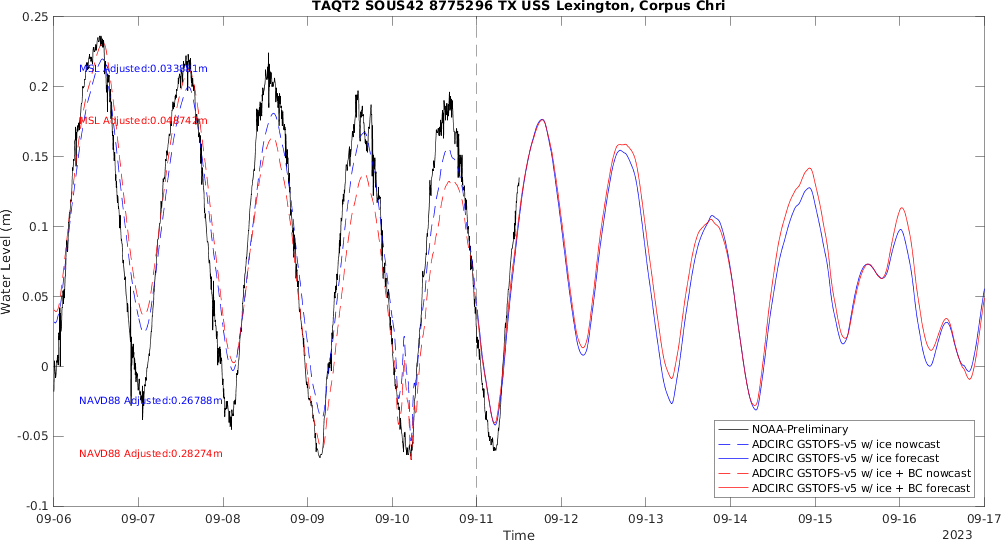 TAQT2 SOUS42 8775296 TX USS Lexington, Corpus Chri
0.25
0.2
0.15
0.1
0.05
0
-0.05
-0.1
Water Level (m)
MSL Adjusted:0.033841m
MSL Adjusted:0.048742m
NAVD88 Adjusted:0.26788m
NAVD88 Adjusted:0.28274m
NOAA-Preliminary
ADCIRC GSTOFS-v5 w/ ice nowcast
ADCIRC GSTOFS-v5 w/ ice forecast
ADCIRC GSTOFS-v5 w/ ice + BC nowcast
ADCIRC GSTOFS-v5 w/ ice + BC forecast
09-06 09-07 09-08 09-09 09-10 09-11 09-12 09-13 09-14 09-15 09-16 09-17
Time
2023